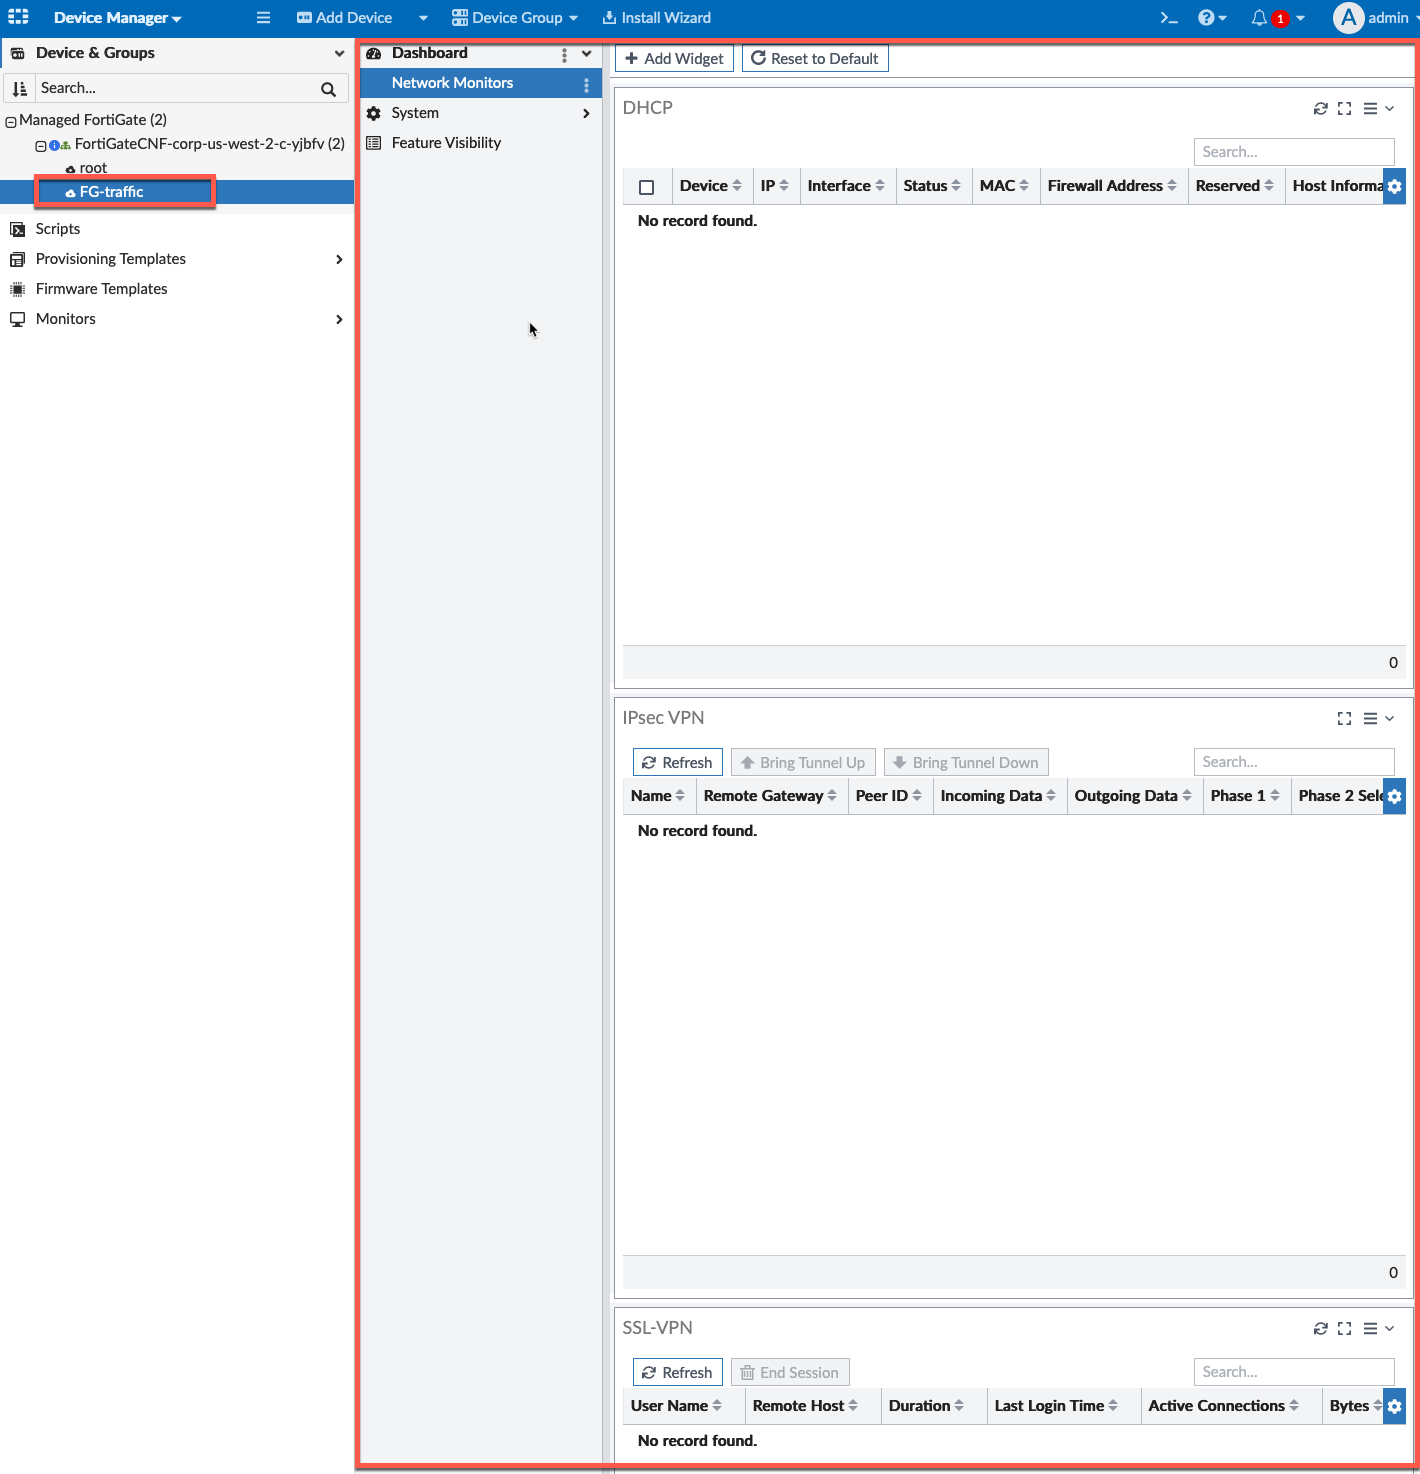 Device Manager
Add Device
Device Group
Install Wizard
1
A
admin
Device & Groups
Search...
Managed FortiGate (2)
FortiGateCNF-corp-us-west-2-c-yjbfv (2)
root
FG-traffic
Scripts
Provisioning Templates
Firmware Templates
Monitors
Dashboard
Network Monitors
System
Feature Visibility
Add Widget
Reset to Default
DHCP
Search...
Device IP Interface Status MAC Firewall Address Reserved Host Informa
No record found.
0
IPsec VPN
Refresh Bring Tunnel Up Bring Tunnel Down Search...
Name Remote Gateway Peer ID Incoming Data Outgoing Data Phase 1 Phase 2 Sele
No record found.
0
SSL-VPN
Refresh End Session Search...
User Name Remote Host Duration Last Login Time Active Connections Bytes
No record found.